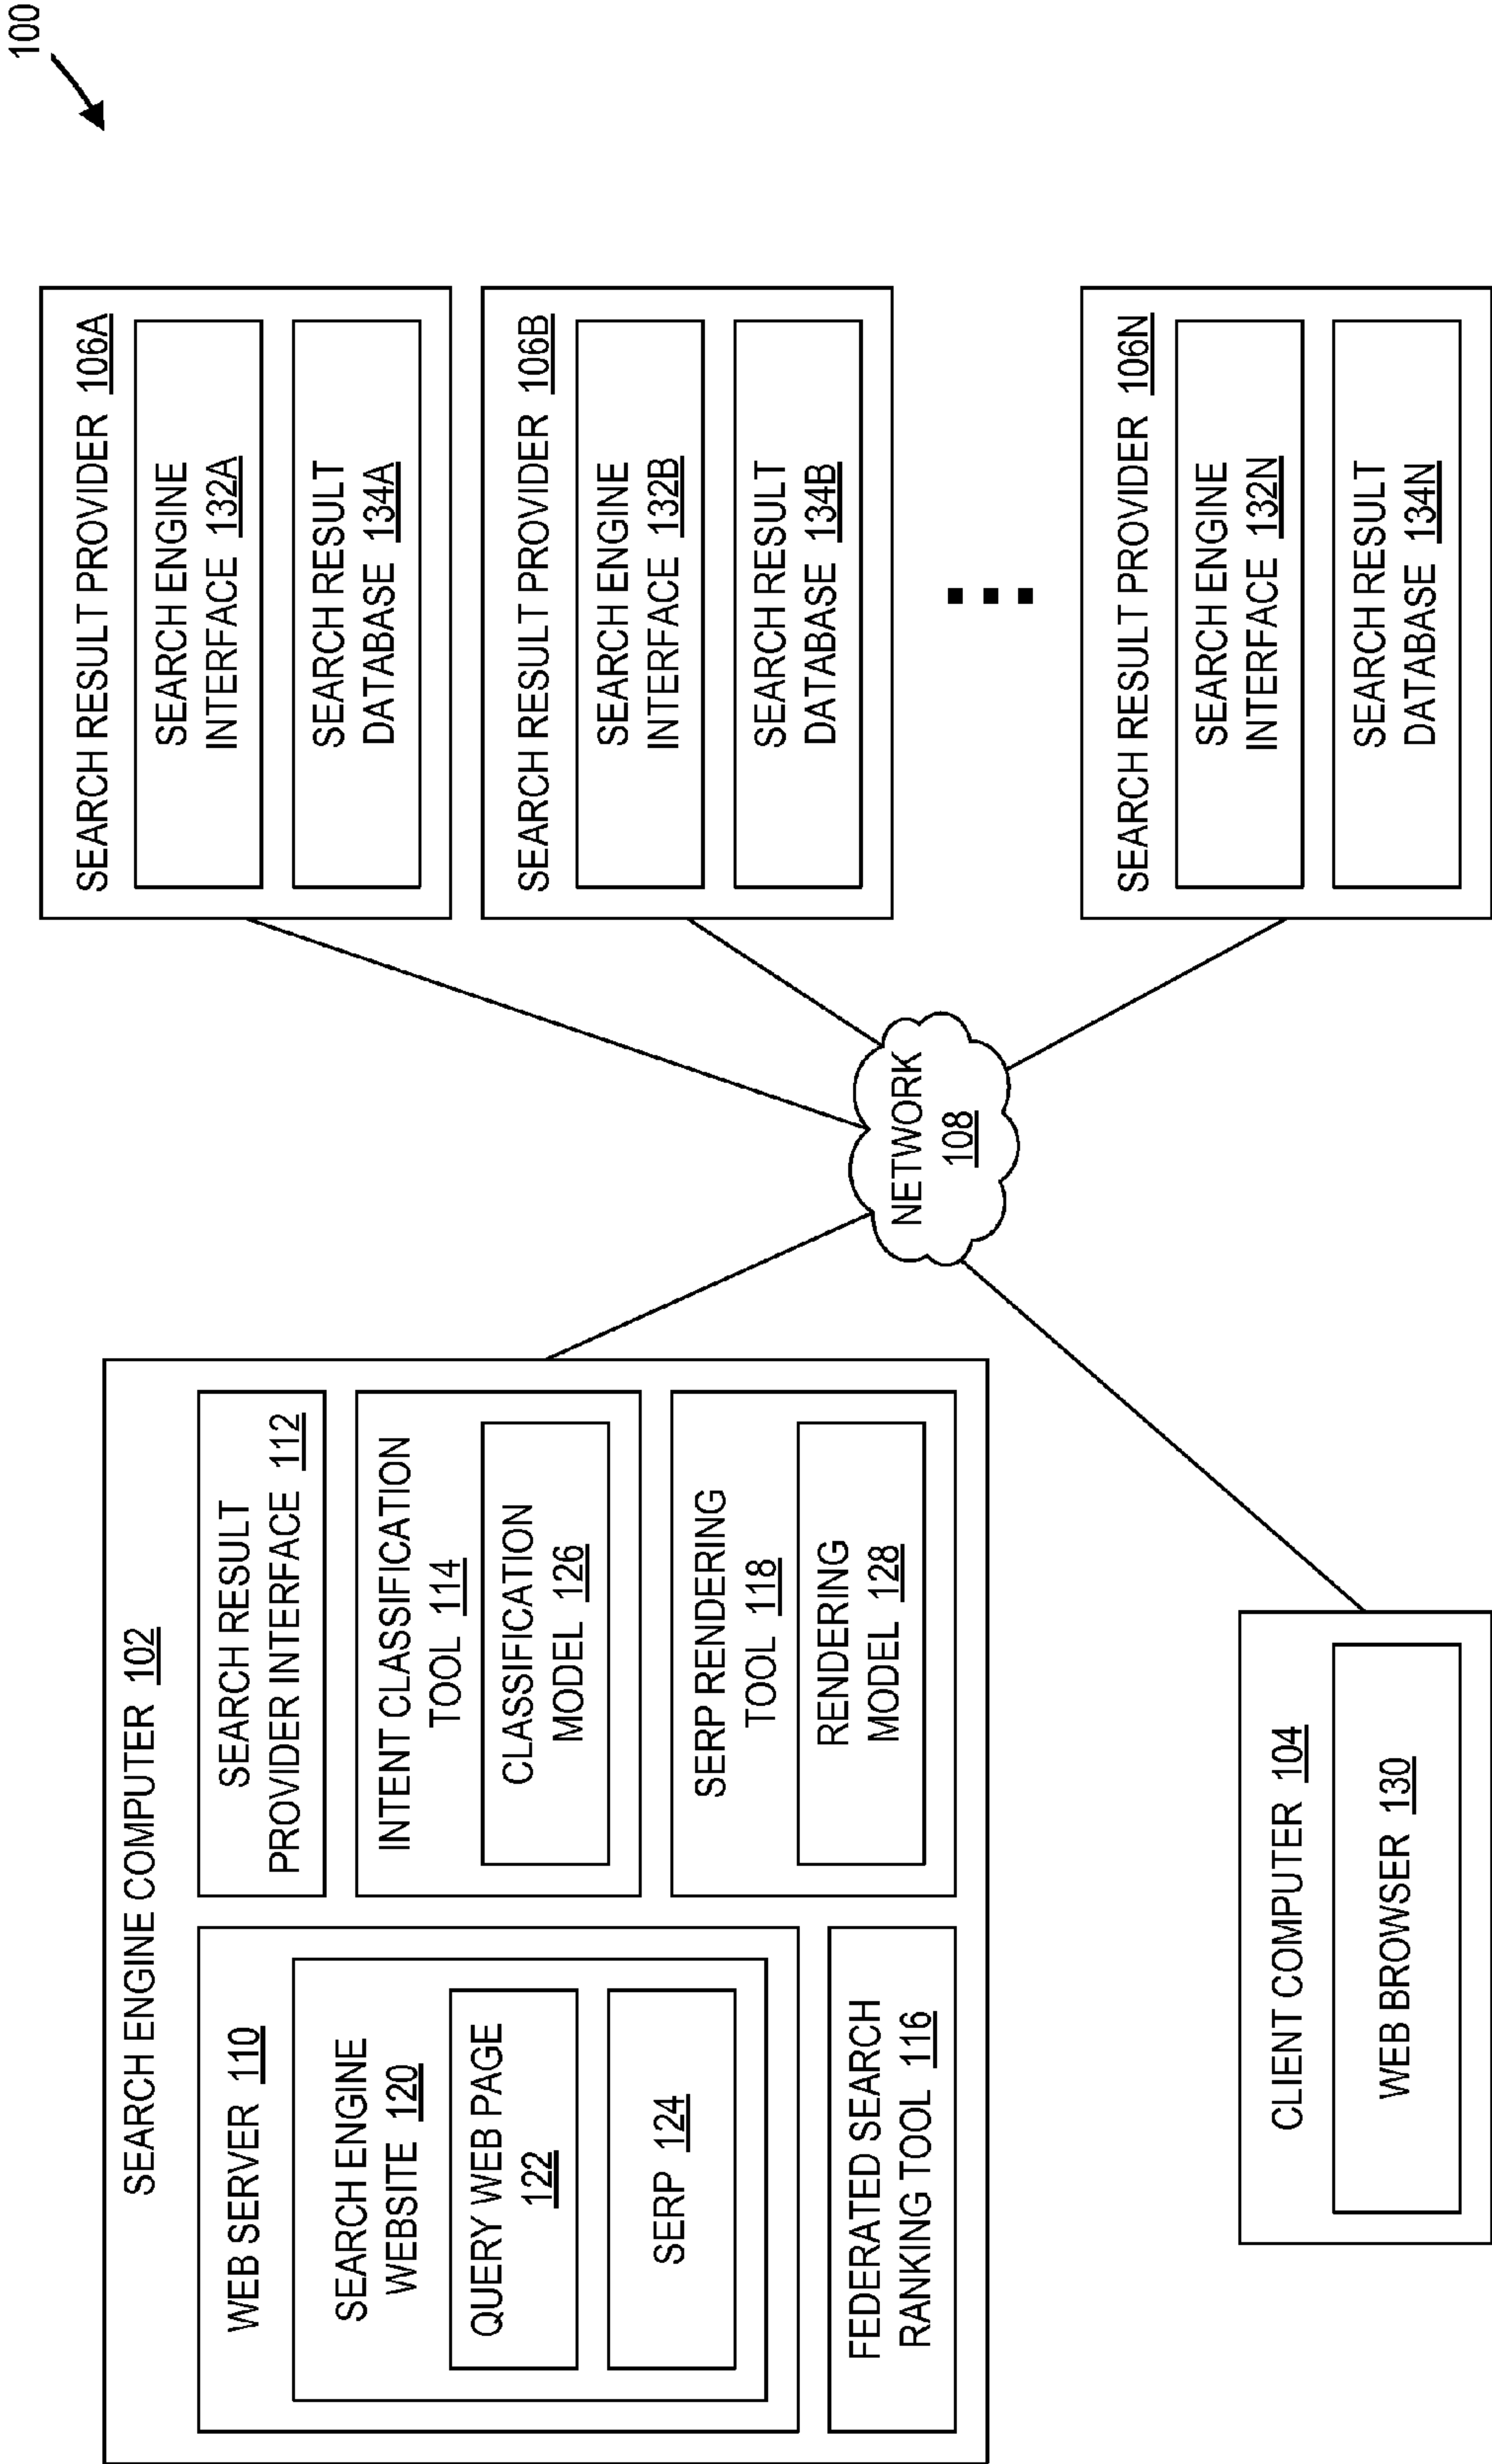 100
SEARCH ENGINE COMPUTER 102
WEB SERVER 110
SEARCH ENGINE
WEBSITE 120
QUERY WEB PAGE
122
SERP 124
FEDERATED SEARCH
RANKING TOOL 116
SEARCH RESULT
PROVIDER INTERFACE 112
INTENT CLASSIFICATION
TOOL 114
CLASSIFICATION
MODEL 126
SERP RENDERING
TOOL 118
RENDERING
MODEL 128
CLIENT COMPUTER 104
WEB BROWSER 130
NETWORK
108
SEARCH RESULT PROVIDER 106A
SEARCH ENGINE
INTERFACE 132A
SEARCH RESULT
DATABASE 134A
SEARCH RESULT PROVIDER 106B
SEARCH ENGINE
INTERFACE 132B
SEARCH RESULT
DATABASE 134B
SEARCH RESULT PROVIDER 106N
SEARCH ENGINE
INTERFACE 132N
SEARCH RESULT
DATABASE 134N